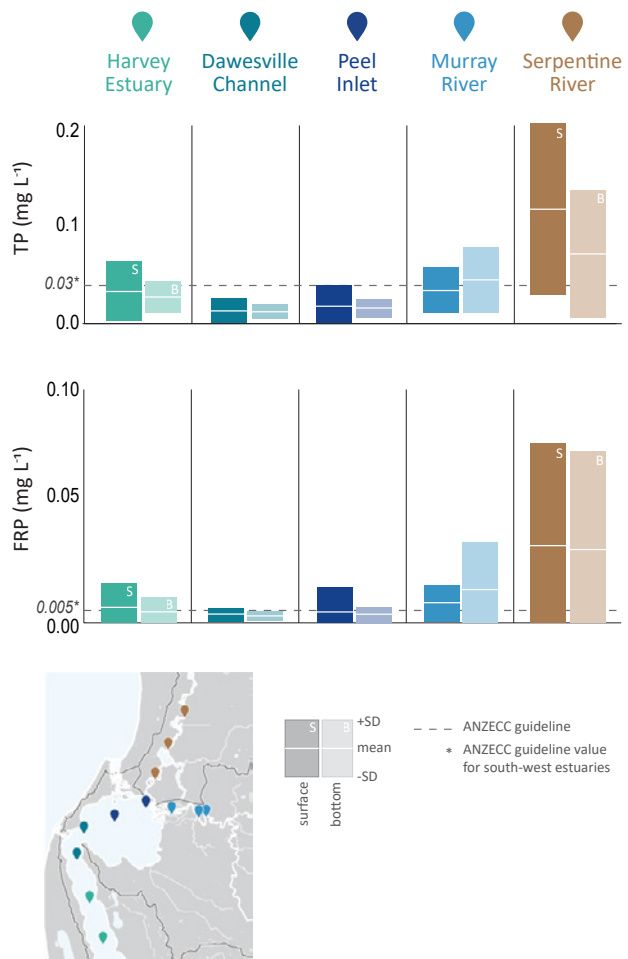 Harvey
Estuary
Dawesville
Channel
Peel
Inlet
Murray
River
Serpentine
River
TP (mg L⁻¹)
0.2
0.1
0.03*
0.0
S
B
S
B
FRP (mg L⁻¹)
0.10
0.05
0.005*
0.00
S
B
S
B
S
B
+SD
mean
-SD
surface
bottom
ANZECC guideline
* ANZECC guideline value
for south-west estuaries